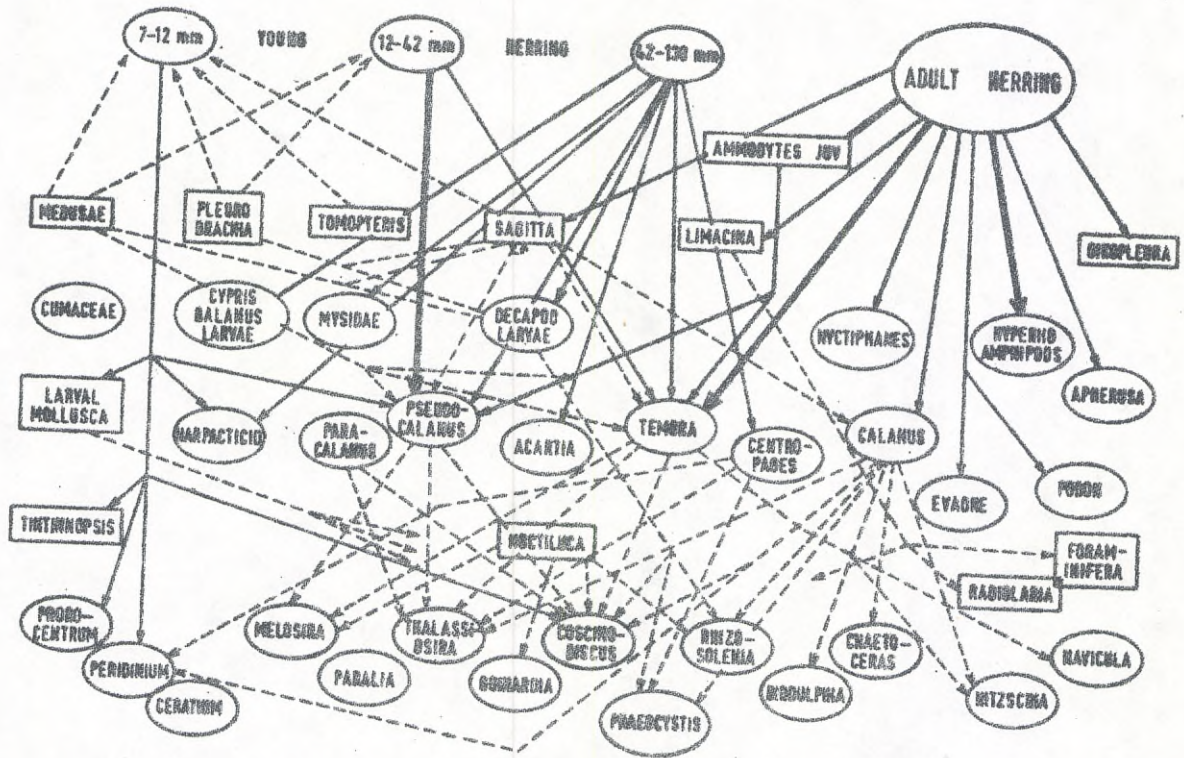 7-12 mm
YOUNG
12-42 mm
HERRING
42-130 mm
ADULT HERRING
AMMODYTES JUV
MEDUSAE
PLEURO
BRACHIA
TOMOPTERIS
SAGITTA
LIMACINA
OIKOPLEURA
CUMACEAE
CYPRIS
BALANUS
LARVAE
MYSIDAE
DECAPOD
LARVAE
NYCTIPHANES
HYPERIID
AMPHIPODS
APHERUSA
LARVAL
MOLLUSCA
HARPACTICID
PARA-
CALANUS
PSEUDO-
CALANUS
ACARTIA
TEMORA
CENTRO-
PAGES
CALANUS
EVADNE
PODON
TINTINNOPSIS
NOCTILUCA
FORAM-
INIFERA
RADIOLARIA
PRORO-
CENTRUM
PERIDINIUM
CERATIUM
MELOSIRA
PARALIA
THALASSI-
OSIRA
GUINARDIA
COSCINO-
DISCUS
RHIZO-
SOLENIA
PHAEOCYSTIS
BIDDULPHIA
CHAETO-
CERAS
NITZSCHIA
NAVICULA